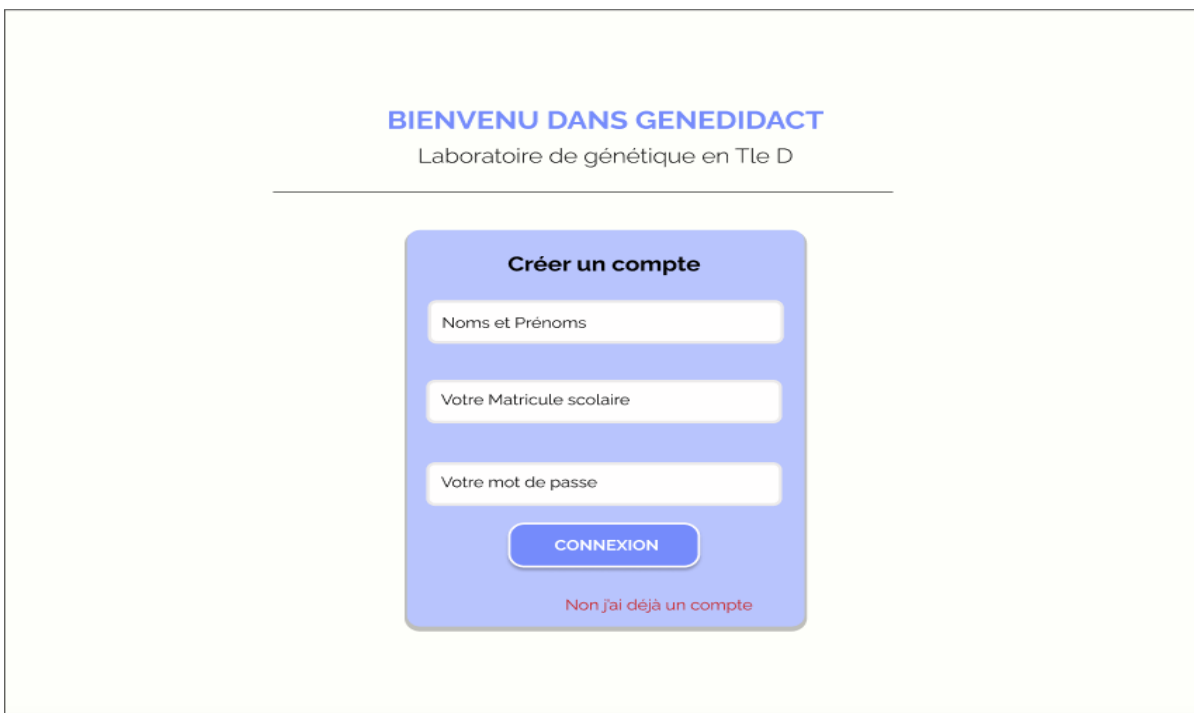 BIENVENU DANS GENEDIDACT
Laboratoire de génétique en Tle D
Créer un compte
Noms et Prénoms
Votre Matricule scolaire
Votre mot de passe
CONNEXION
Non j'ai déjà un compte